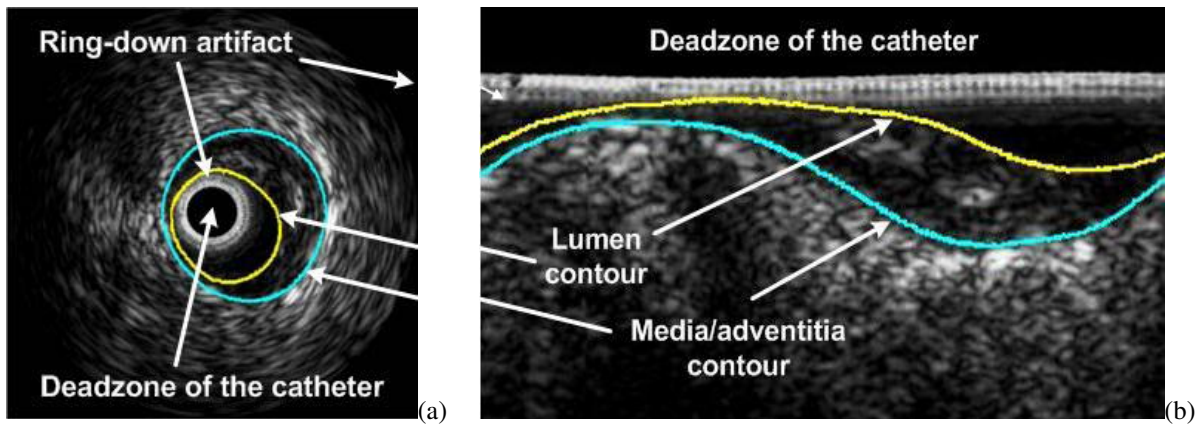 Ring-down artifact
Deadzone of the catheter
(a)
Deadzone of the catheter
Lumen
contour
Media/adventitia
contour
(b)